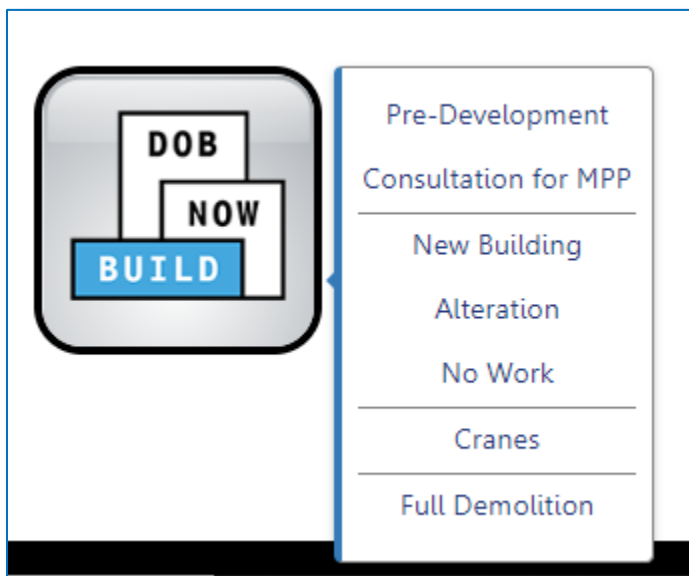 DOB
NOW
BUILD
Pre-Development
Consultation for MPP
New Building
Alteration
No Work
Cranes
Full Demolition